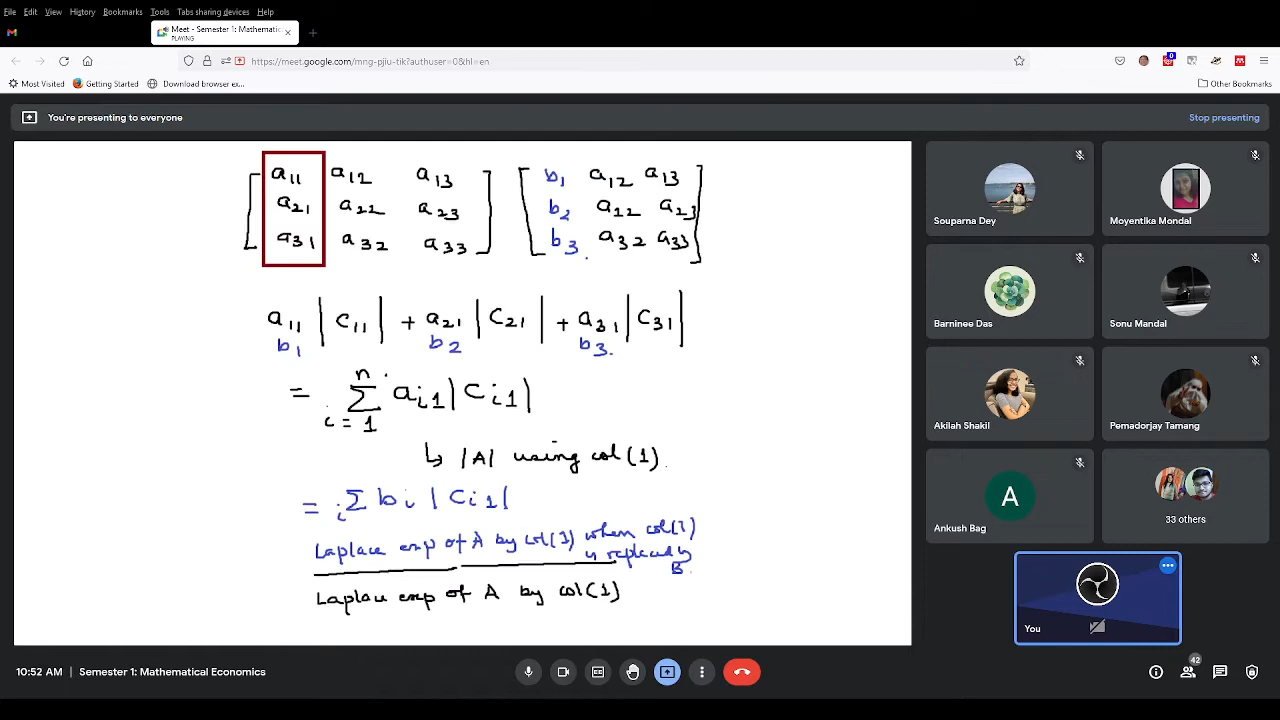 File Edit View History Bookmarks Tools Tabs sharing devices Help
Meet - Semester 1: Mathematic
PLAYING
https://meet.google.com/mng-pjiu-tik?authuser=0&hl=en
Most Visited Getting Started Download browser ex...
Other Bookmarks
You're presenting to everyone
Stop presenting
a11 a12 a13 b1 a12 a13
a21 a22 a23 b2 a22 a23
a31 a32 a33 b3 a32 a33
a11 |C11| + a21 |C21| + a31 |C31|
b1 b2 b3.
= n Σ i=1 ai1 |Ci1|
↳ |A| using col(1).
= i Σ bi |Ci1|
Laplace exp of A by col(1) when col(1)
is replaced by
B.
Laplace exp of A by col(1)
Souparna Dey
Moyentika Mondal
Barninee Das
Sonu Mandal
Akilah Shakil
Pemadorjay Tamang
A
Ankush Bag
33 others
You
10:52 AM Semester 1: Mathematical Economics
42